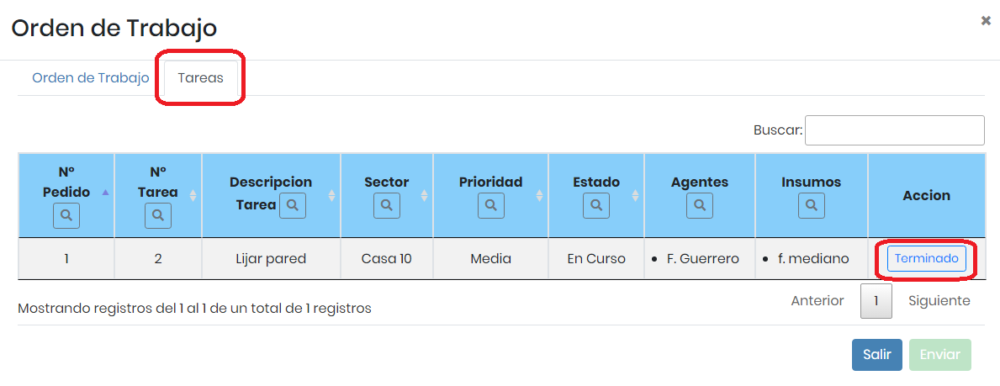 Orden de Trabajo
×
Orden de Trabajo Tareas
Buscar:
Nº Pedido Nº Tarea Descripcion Tarea Sector Prioridad Estado Agentes Insumos Accion
1 2 Lijar pared Casa 10 Media En Curso • F. Guerrero • f. mediano Terminado
Mostrando registros del 1 al 1 de un total de 1 registros
Anterior 1 Siguiente
Salir Enviar